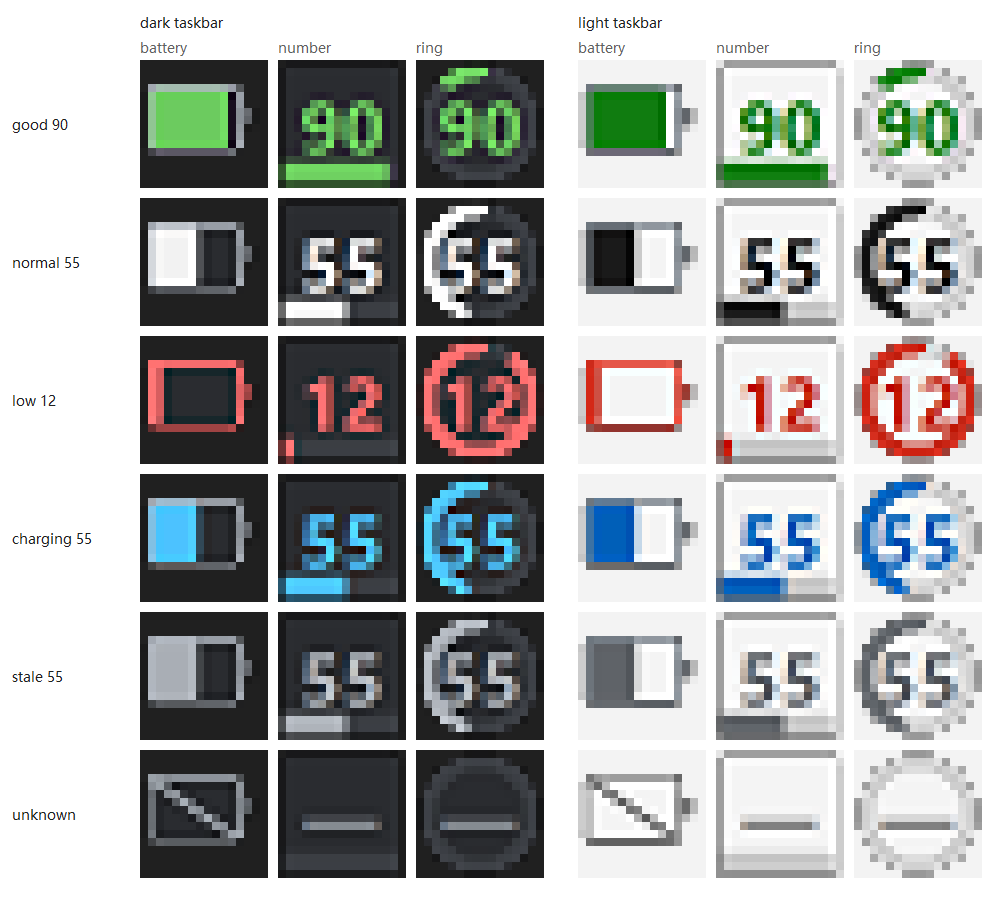 dark taskbar light taskbar
battery number ring battery number ring
good 90 90 90 90 90
normal 55 55 55 55 55
low 12 12 12 12 12
charging 55 55 55 55 55
stale 55 55 55 55 55
unknown